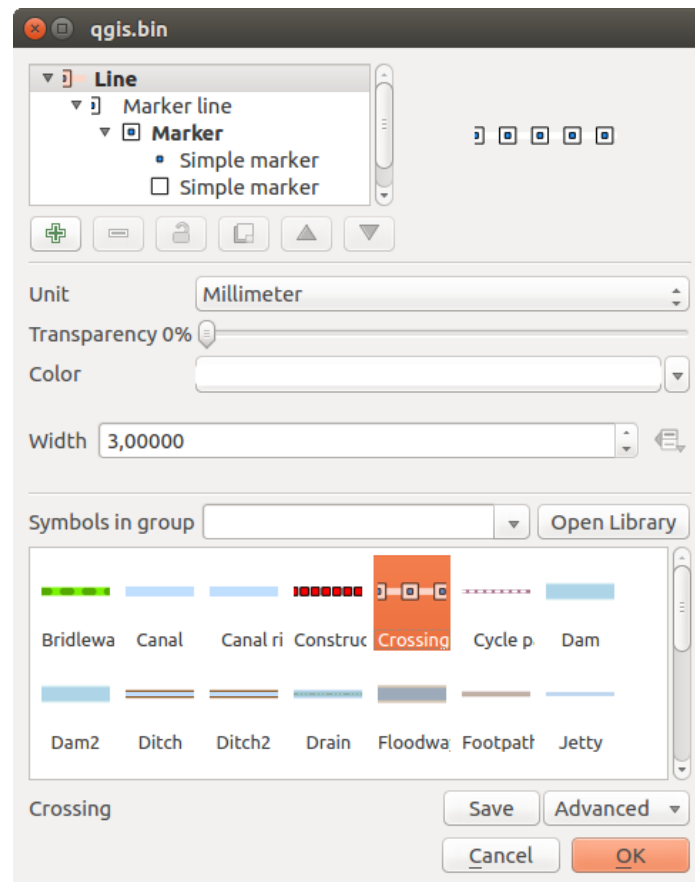 qgis.bin
Line
Marker line
Marker
Simple marker
Simple marker
Unit Millimeter
Transparency 0%
Color
Width 3,00000
Symbols in group Open Library
Bridlewa Canal Canal ri Construc Crossing Cycle p Dam
Dam2 Ditch Ditch2 Drain Floodwa Footpath Jetty
Crossing Save Advanced
Cancel OK